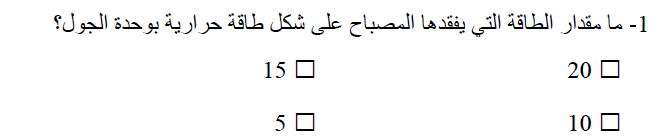 1- ما مقدار الطاقة التي يفقدها المصباح على شكل طاقة حرارية بوحدة الجول؟
☐ 20 ☐ 15
☐ 10 ☐ 5